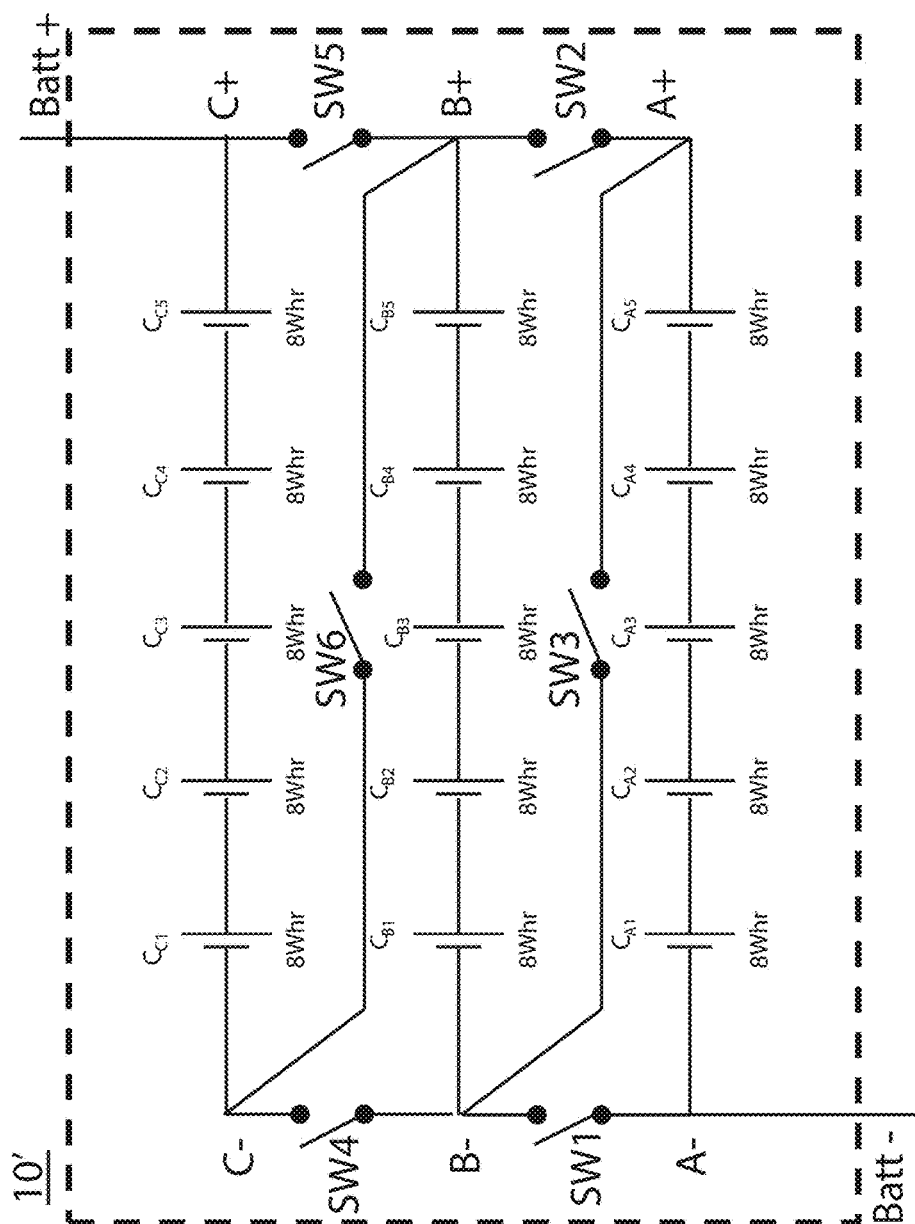 10'
Batt +
C-
C+
C_C1
C_C2
C_C3
C_C4
C_C5
8Whr
8Whr
8Whr
8Whr
8Whr
SW4
SW6
SW5
B-
B+
C_B1
C_B2
C_B3
C_B4
C_B5
8Whr
8Whr
8Whr
8Whr
8Whr
SW1
SW3
SW2
A-
A+
C_A1
C_A2
C_A3
C_A4
C_A5
8Whr
8Whr
8Whr
8Whr
8Whr
Batt -